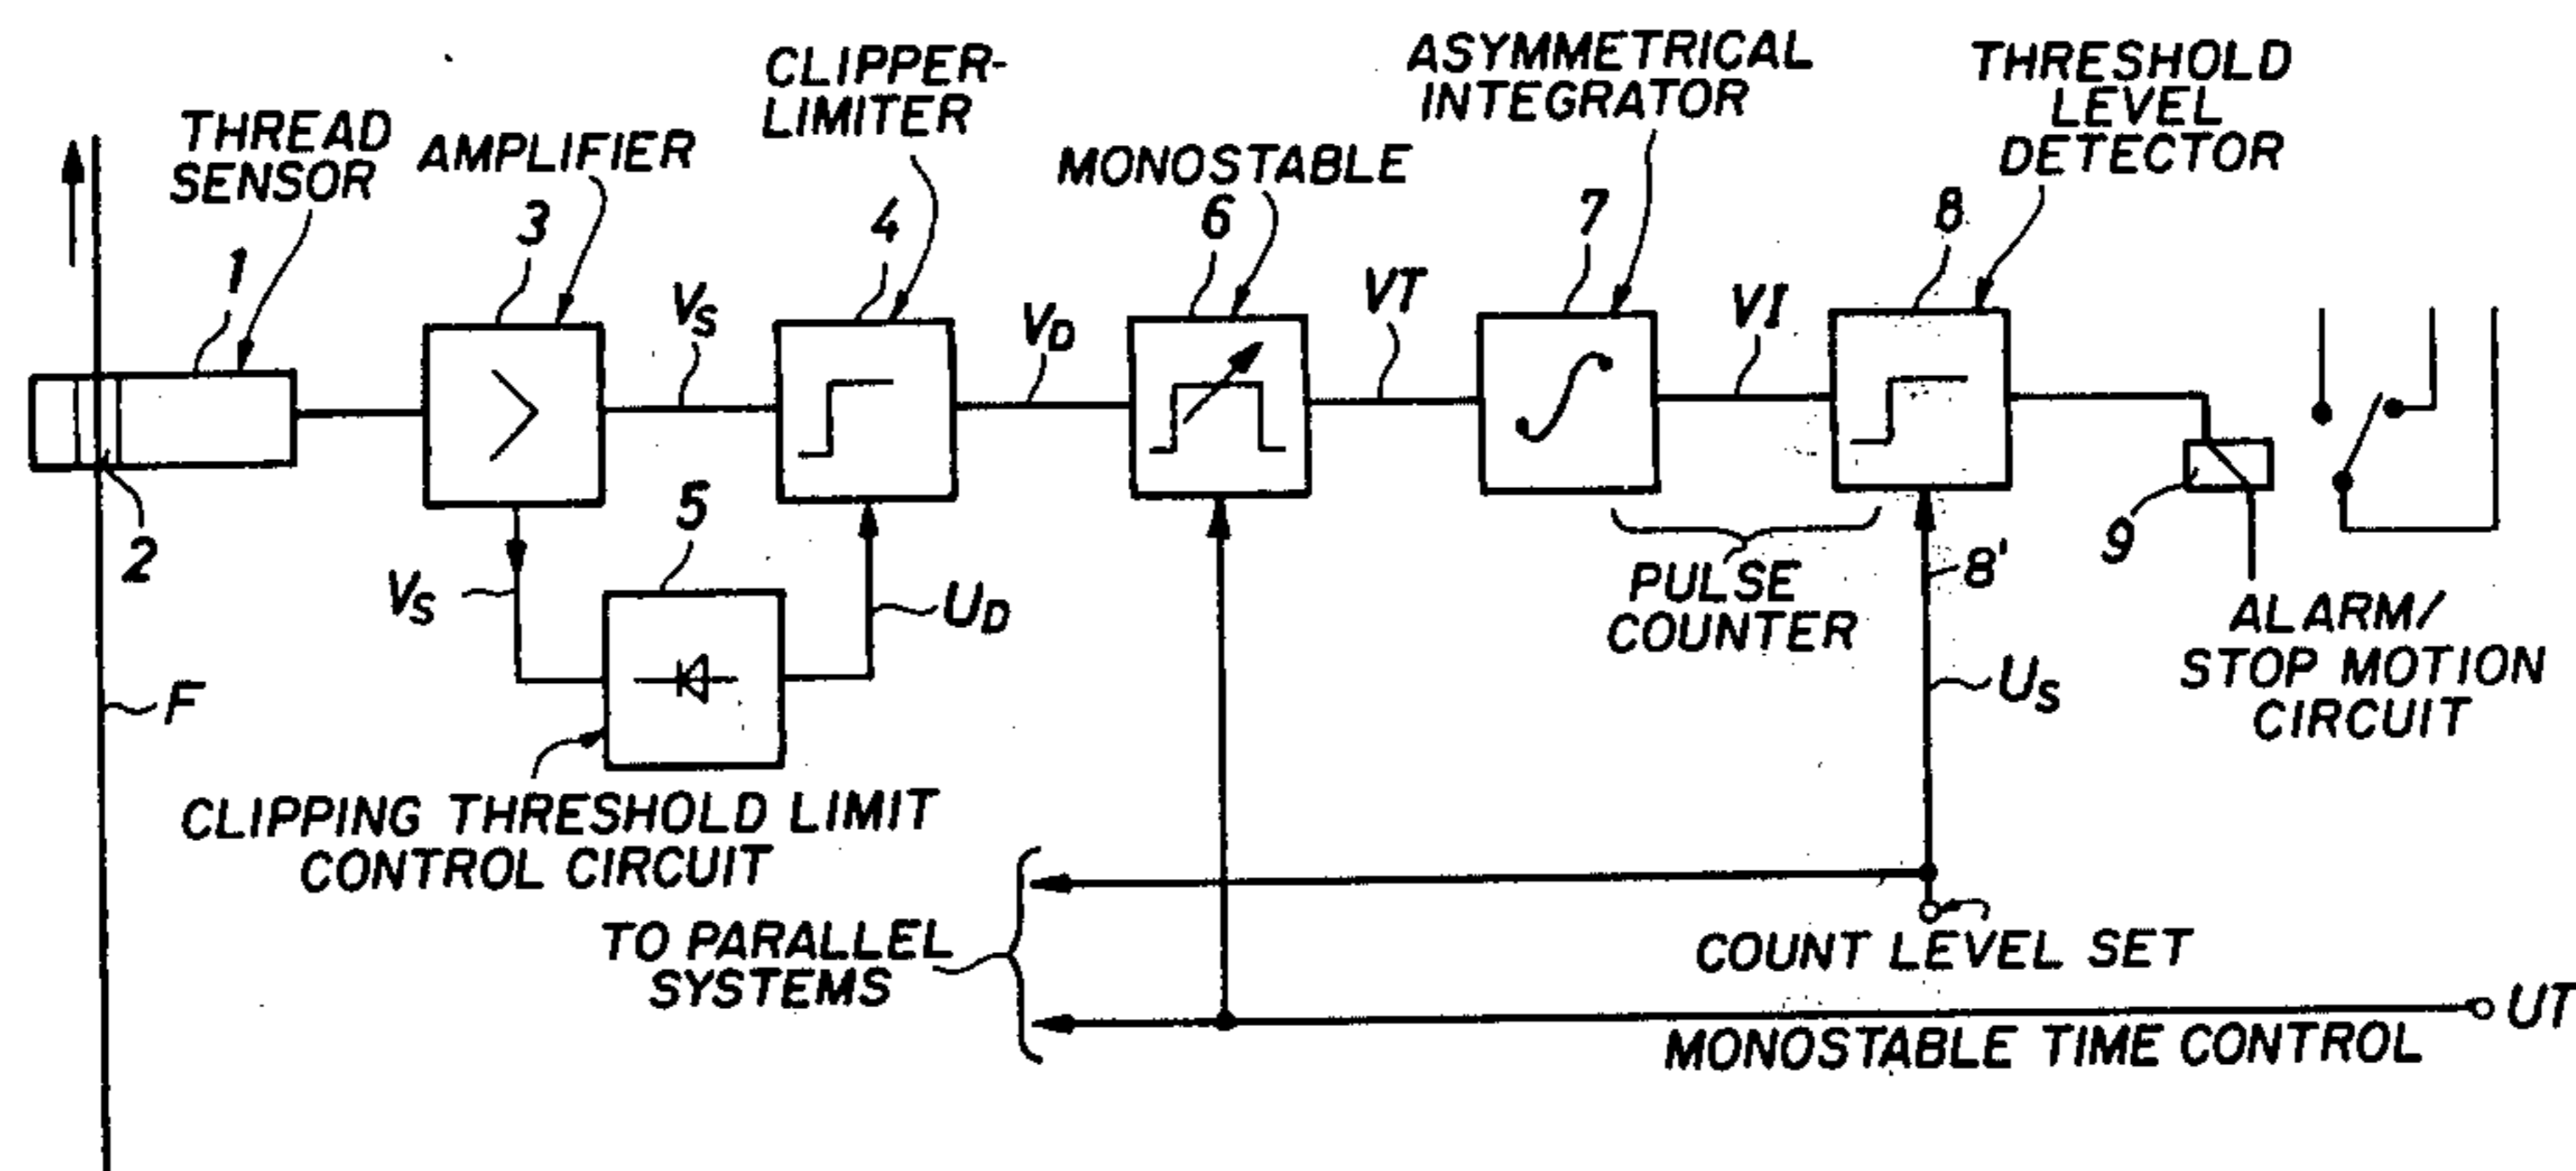 THREAD
SENSOR
AMPLIFIER
CLIPPER-
LIMITER
MONOSTABLE
ASYMMETRICAL
INTEGRATOR
THRESHOLD
LEVEL
DETECTOR
1
3
4
6
7
8
VS
VD
VT
VI
2
VS
5
UD
PULSE
COUNTER
8'
9
ALARM/
STOP MOTION
CIRCUIT
F
US
CLIPPING THRESHOLD LIMIT
CONTROL CIRCUIT
TO PARALLEL
SYSTEMS
COUNT LEVEL SET
UT
MONOSTABLE TIME CONTROL